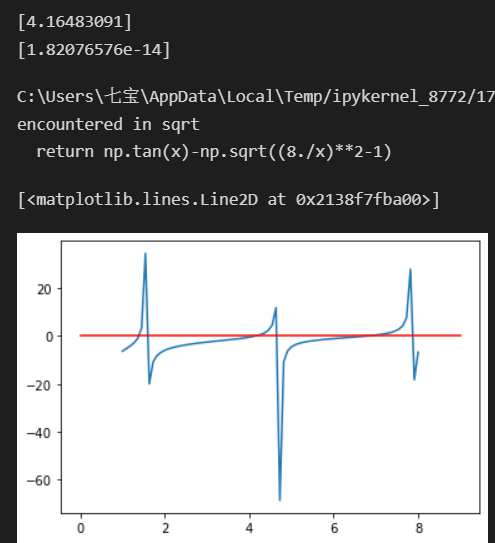 [4.16483091]
[1.82076576e-14]
C:\Users\七宝\AppData\Local\Temp/ipykernel_8772/17
encountered in sqrt
return np.tan(x)-np.sqrt((8./x)**2-1)
[<matplotlib.lines.Line2D at 0x2138f7fba00>]
20
0
−20
−40
−60
0 2 4 6 8